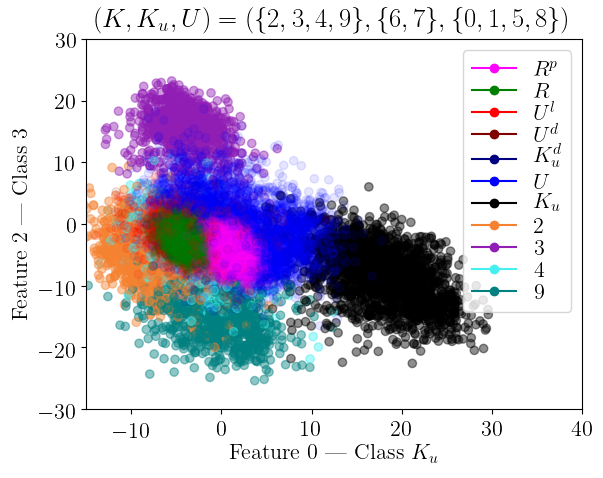 (K, K_u, U) = ({2, 3, 4, 9}, {6, 7}, {0, 1, 5, 8})
R^p
R
U^l
U^d
K_u^d
U
K_u
2
3
4
9
30
20
10
0
−10
−20
−30
Feature 2 — Class 3
−10
0
10
20
30
40
Feature 0 — Class K_u